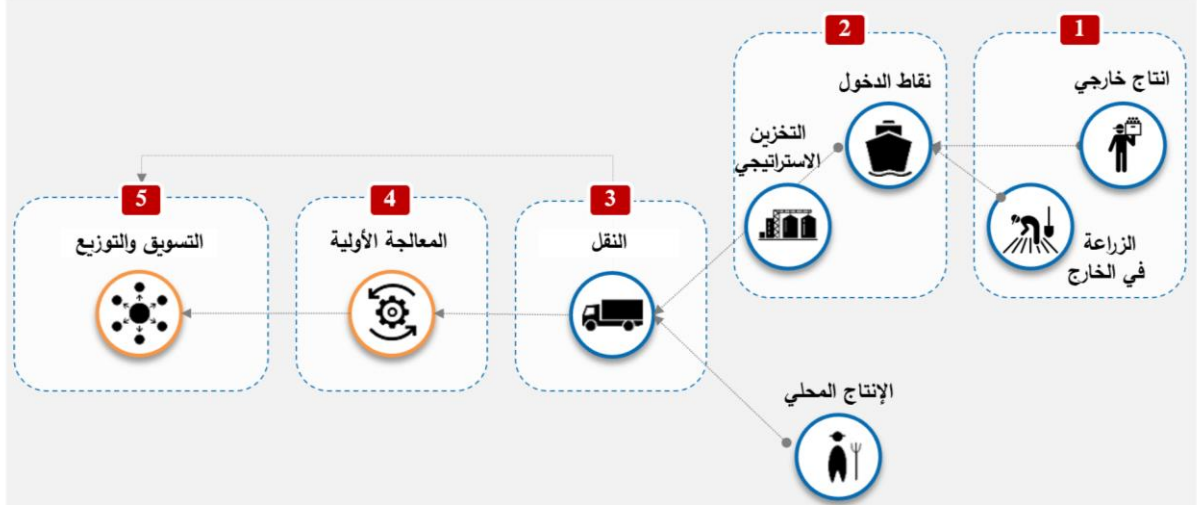 1
انتاج خارجي
الزراعة
في الخارج
2
نقاط الدخول
التخزين
الاستراتيجي
3
النقل
4
المعالجة الأولية
5
التسويق والتوزيع
الإنتاج المحلي